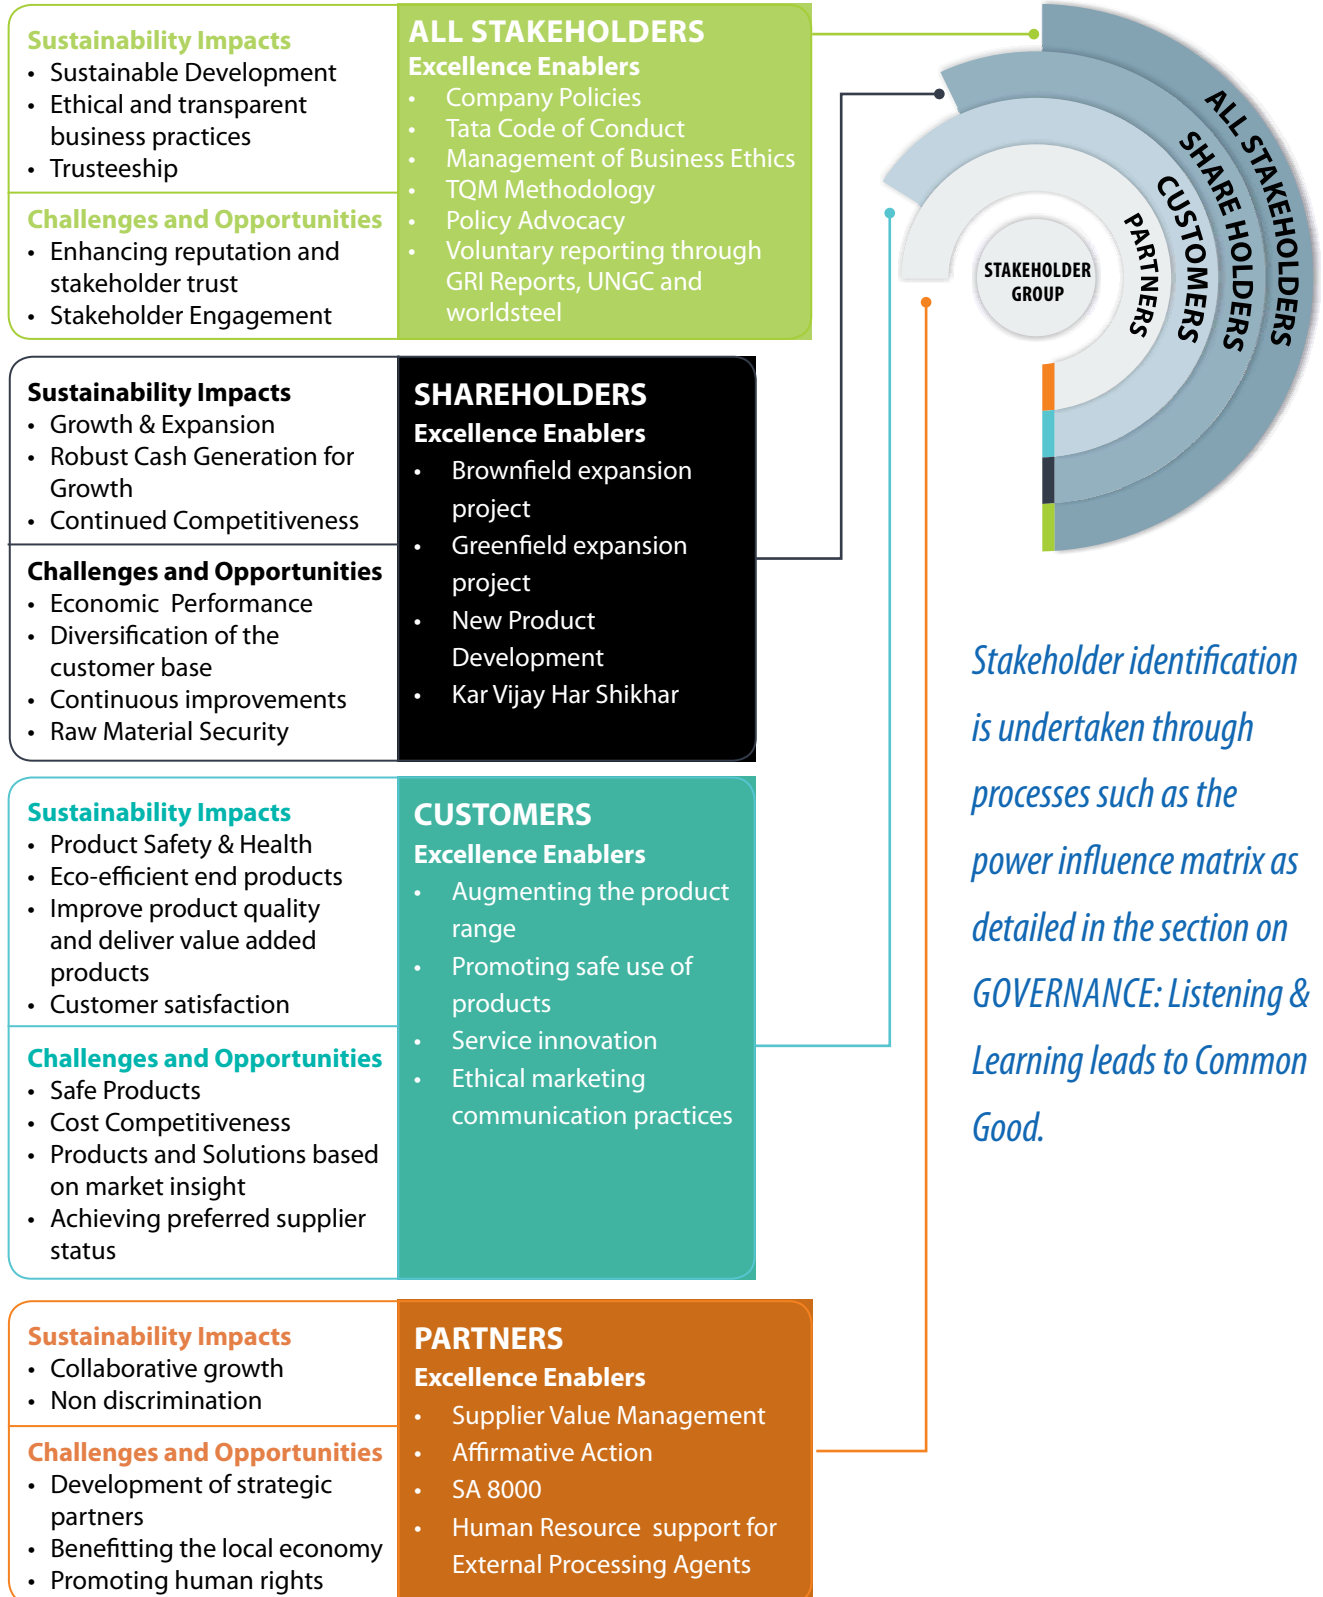 Sustainability Impacts
• Sustainable Development
• Ethical and transparent
business practices
• Trusteeship
Challenges and Opportunities
• Enhancing reputation and
stakeholder trust
• Stakeholder Engagement
ALL STAKEHOLDERS
Excellence Enablers
• Company Policies
• Tata Code of Conduct
• Management of Business Ethics
• TQM Methodology
• Policy Advocacy
• Voluntary reporting through
GRI Reports, UNGC and
worldsteel
Sustainability Impacts
• Growth & Expansion
• Robust Cash Generation for
Growth
• Continued Competitiveness
Challenges and Opportunities
• Economic  Performance
• Diversification of the
customer base
• Continuous improvements
• Raw Material Security
SHAREHOLDERS
Excellence Enablers
• Brownfield expansion
project
• Greenfield expansion
project
• New Product
Development
• Kar Vijay Har Shikhar
Sustainability Impacts
• Product Safety & Health
• Eco-efficient end products
• Improve product quality
and deliver value added
products
• Customer satisfaction
Challenges and Opportunities
• Safe Products
• Cost Competitiveness
• Products and Solutions based
on market insight
• Achieving preferred supplier
status
CUSTOMERS
Excellence Enablers
• Augmenting the product
range
• Promoting safe use of
products
• Service innovation
• Ethical marketing
communication practices
Sustainability Impacts
• Collaborative growth
• Non discrimination
Challenges and Opportunities
• Development of strategic
partners
• Benefitting the local economy
• Promoting human rights
PARTNERS
Excellence Enablers
• Supplier Value Management
• Affirmative Action
• SA 8000
• Human Resource  support for
External Processing Agents
STAKEHOLDER
GROUP
PARTNERS
CUSTOMERS
SHARE HOLDERS
ALL STAKEHOLDERS
Stakeholder identification
is undertaken through
processes such as the
power influence matrix as
detailed in the section on
GOVERNANCE: Listening &
Learning leads to Common
Good.